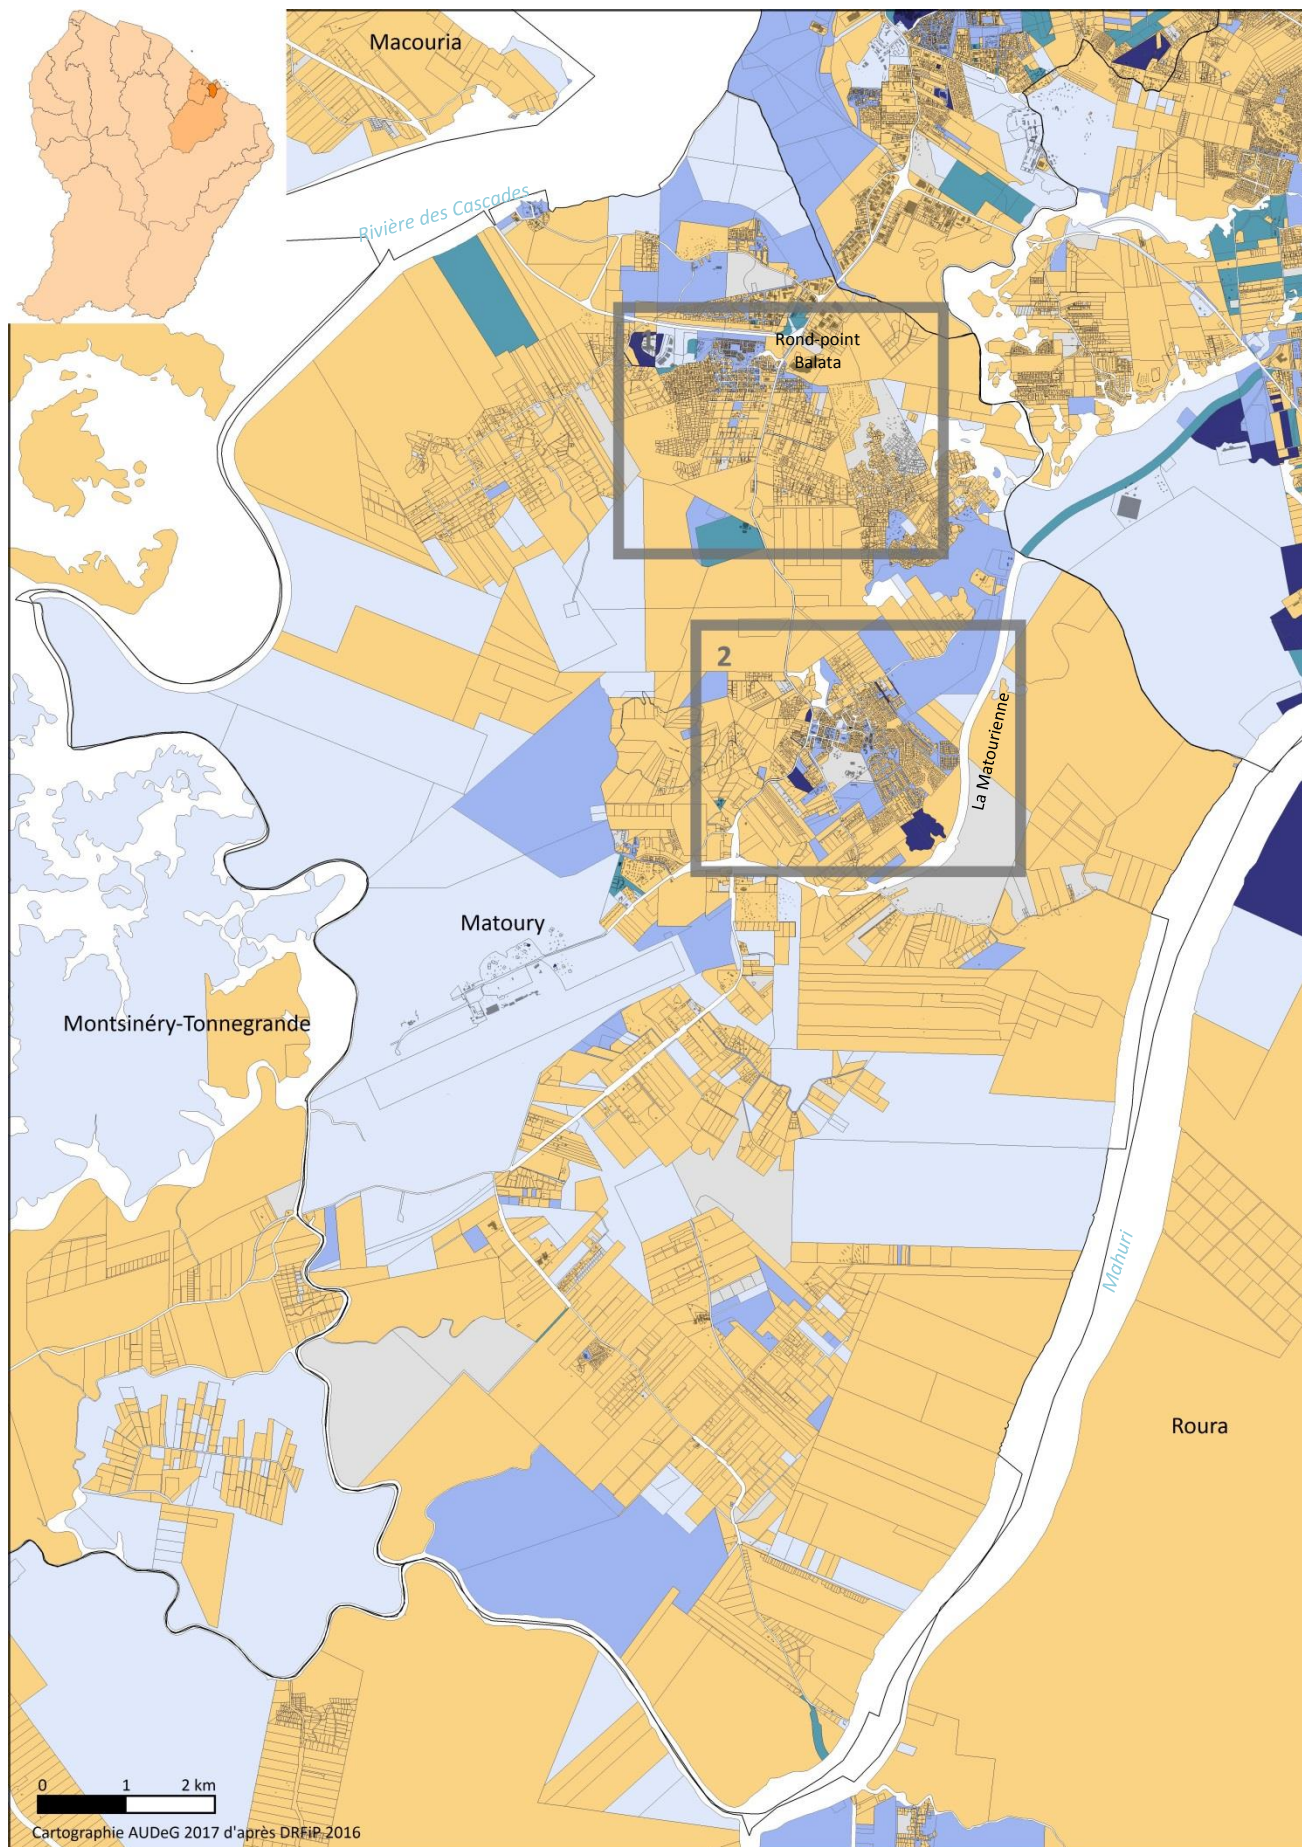 Macouria
Rivière des Cascades
Rond-point
Balata
2
La Matourienne
Matoury
Montsinéry-Tonnegrande
Mahuri
Roura
0 1 2 km
Cartographie AUDeG 2017 d'après DRFiP 2016